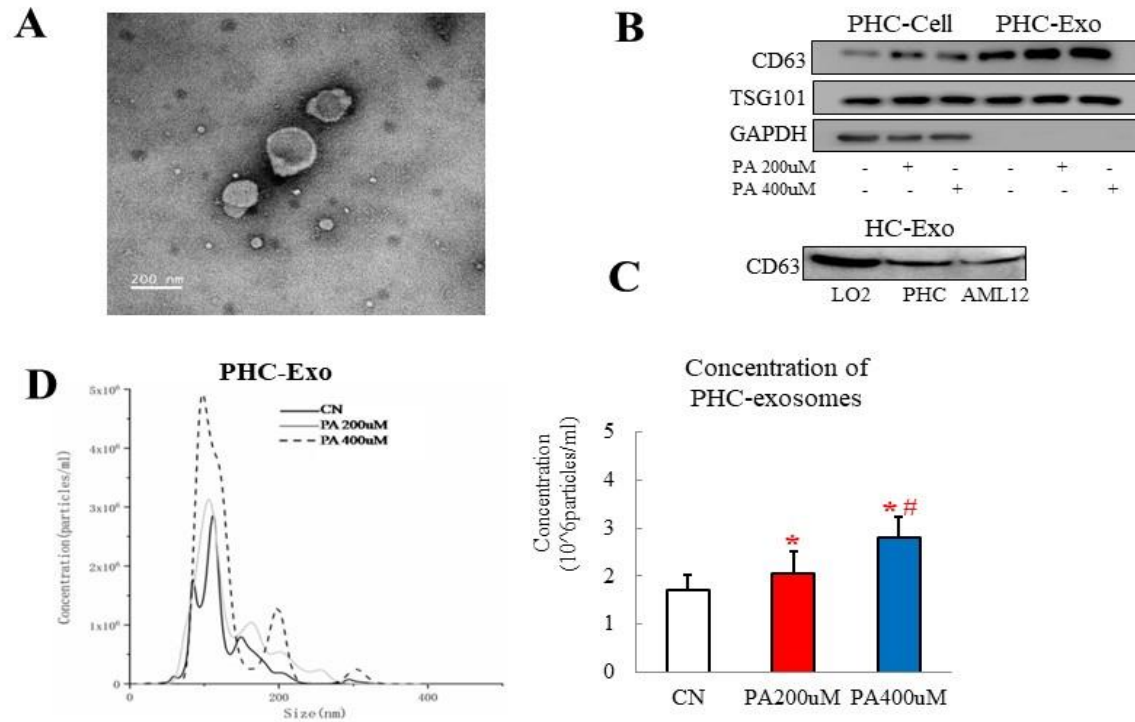 A
200 nm
B
PHC-Cell PHC-Exo
CD63
TSG101
GAPDH
PA 200uM - + - - + -
PA 400uM - - + - - +
C
HC-Exo
CD63
LO2 PHC AML12
D
PHC-Exo
CN
PA 200uM
PA 400uM
Concentration(particles/ml)
5x10⁶
4x10⁶
3x10⁶
2x10⁶
1x10⁶
0
0 200 400
Size(nm)
Concentration of
PHC-exosomes
Concentration
(10^6particles/ml)
5
4
3
2
1
0
*
* #
CN PA200uM PA400uM